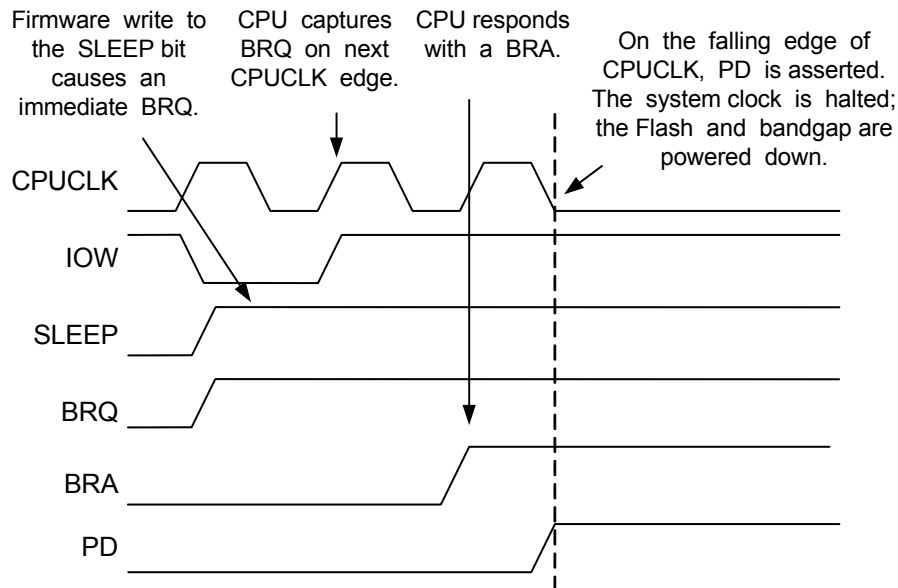 Firmware write to
the SLEEP bit
causes an
immediate BRQ.
CPU captures
BRQ on next
CPUCLK edge.
CPU responds
with a BRA.
On the falling edge of
CPUCLK, PD is asserted.
The system clock is halted;
the Flash and bandgap are
powered down.
CPUCLK
IOW
SLEEP
BRQ
BRA
PD